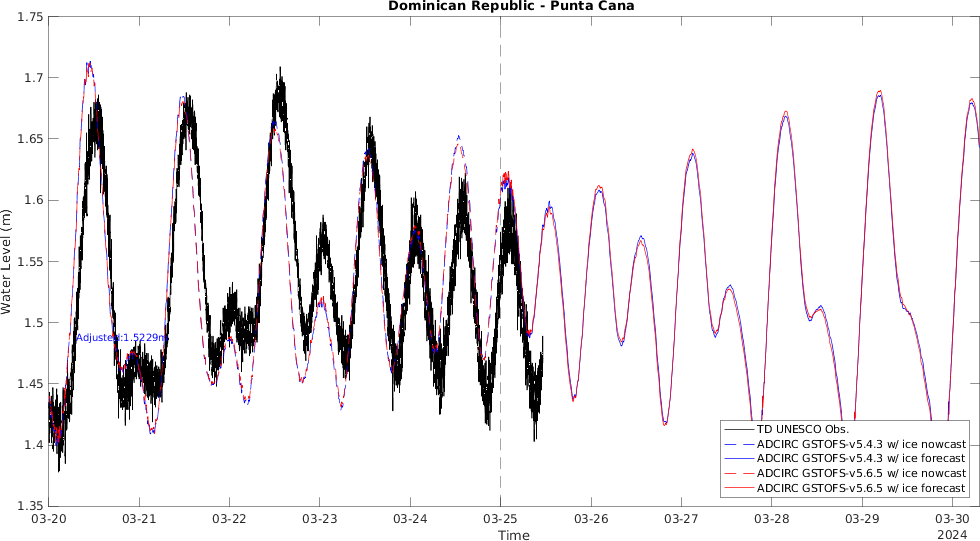 Dominican Republic - Punta Cana
1.75
1.7
1.65
1.6
1.55
1.5
1.45
1.4
1.35
Water Level (m)
Adjusted:1.5229m
TD UNESCO Obs.
ADCIRC GSTOFS-v5.4.3 w/ ice nowcast
ADCIRC GSTOFS-v5.4.3 w/ ice forecast
ADCIRC GSTOFS-v5.6.5 w/ ice nowcast
ADCIRC GSTOFS-v5.6.5 w/ ice forecast
03-20 03-21 03-22 03-23 03-24 03-25 03-26 03-27 03-28 03-29 03-30
Time
2024